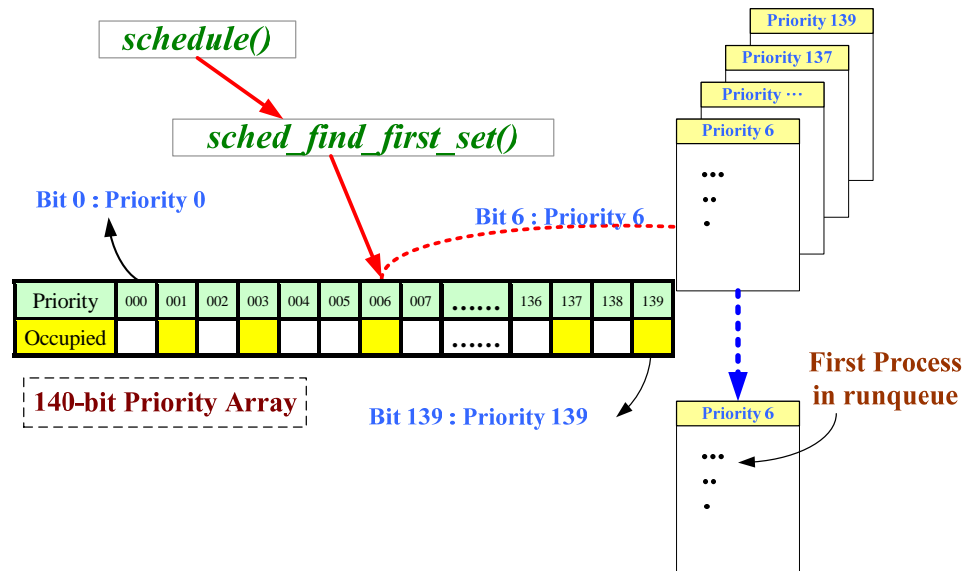 schedule()
sched_find_first_set()
Priority 139
Priority 137
Priority ...
Priority 6
Bit 0 : Priority 0
Bit 6 : Priority 6
Priority 000 001 002 003 004 005 006 007 ...... 136 137 138 139
Occupied ......
140-bit Priority Array
Bit 139 : Priority 139
First Process
in runqueue
Priority 6